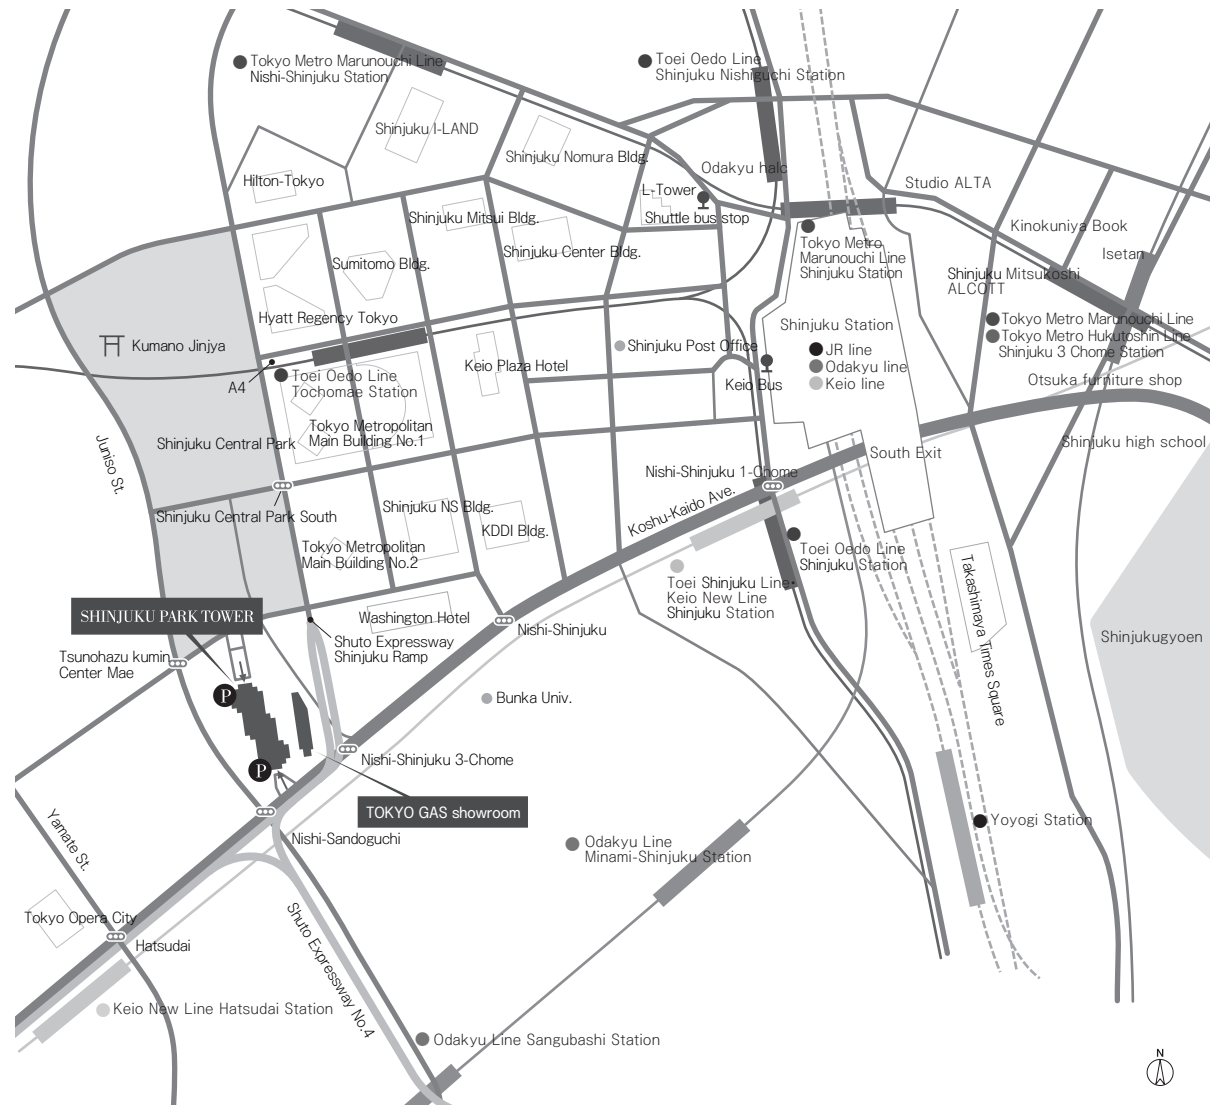 Tokyo Metro Marunouchi Line
Nishi-Shinjuku Station
Toei Oedo Line
Shinjuku Nishiguchi Station
Shinjuku I-LAND
Shinjuku Nomura Bldg.
Odakyu halc
Hilton-Tokyo
L-Tower
Studio ALTA
Shinjuku Mitsui Bldg.
Shuttle bus stop
Kinokuniya Book
Shinjuku Center Bldg.
Tokyo Metro
Marunouchi Line
Shinjuku Station
Isetan
Sumitomo Bldg.
Shinjuku Mitsukoshi
ALCOTT
Hyatt Regency Tokyo
Shinjuku Station
JR line
Odakyu line
Keio line
Tokyo Metro Marunouchi Line
Tokyo Metro Hukutoshin Line
Shinjuku 3 Chome Station
Kumano Jinjya
Shinjuku Post Office
Keio Plaza Hotel
A4
Toei Oedo Line
Tochomae Station
Keio Bus
Otsuka furniture shop
Tokyo Metropolitan
Main Building No.1
Shinjuku Central Park
Juniso St.
Shinjuku high school
South Exit
Nishi-Shinjuku 1-Chome
Koshu-Kaido Ave.
Shinjuku Central Park South
Shinjuku NS Bldg.
KDDI Bldg.
Tokyo Metropolitan
Main Building No.2
Toei Oedo Line
Shinjuku Station
Toei Shinjuku Line·
Keio New Line
Shinjuku Station
Takashimaya Times Square
SHINJUKU PARK TOWER
Washington Hotel
Nishi-Shinjuku
Shinjukugyoen
Shuto Expressway
Shinjuku Ramp
Tsunohazu kumin
Center Mae
P
Bunka Univ.
P
Nishi-Shinjuku 3-Chome
TOKYO GAS showroom
Yoyogi Station
Yamate St.
Nishi-Sandoguchi
Odakyu Line
Minami-Shinjuku Station
Tokyo Opera City
Hatsudai
Shuto Expressway No.4
Keio New Line Hatsudai Station
Odakyu Line Sangubashi Station
N